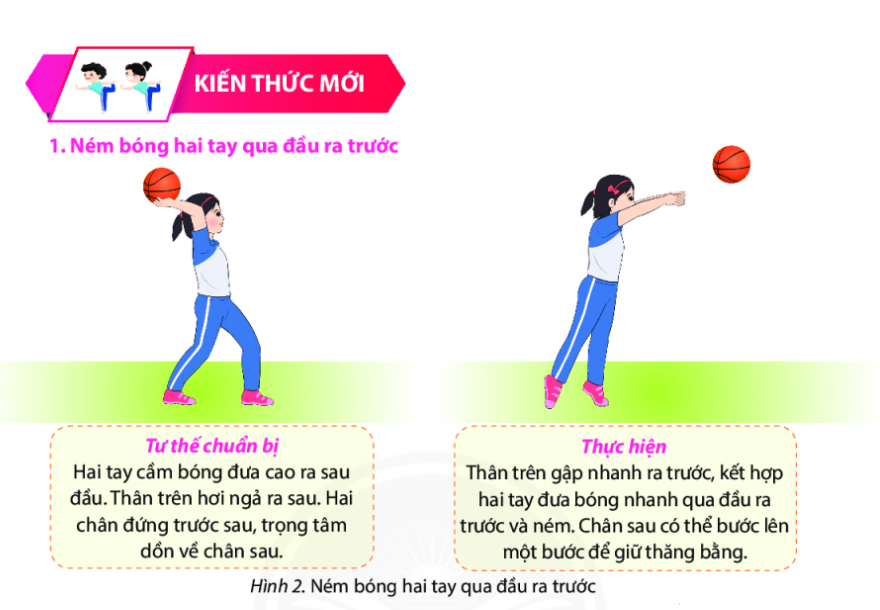 KIẾN THỨC MỚI
1. Ném bóng hai tay qua đầu ra trước
Tư thế chuẩn bị
Hai tay cầm bóng đưa cao ra sau
đầu. Thân trên hơi ngả ra sau. Hai
chân đứng trước sau, trọng tâm
dồn về chân sau.
Thực hiện
Thân trên gập nhanh ra trước, kết hợp
hai tay đưa bóng nhanh qua đầu ra
trước và ném. Chân sau có thể bước lên
một bước để giữ thăng bằng.
Hình 2. Ném bóng hai tay qua đầu ra trước